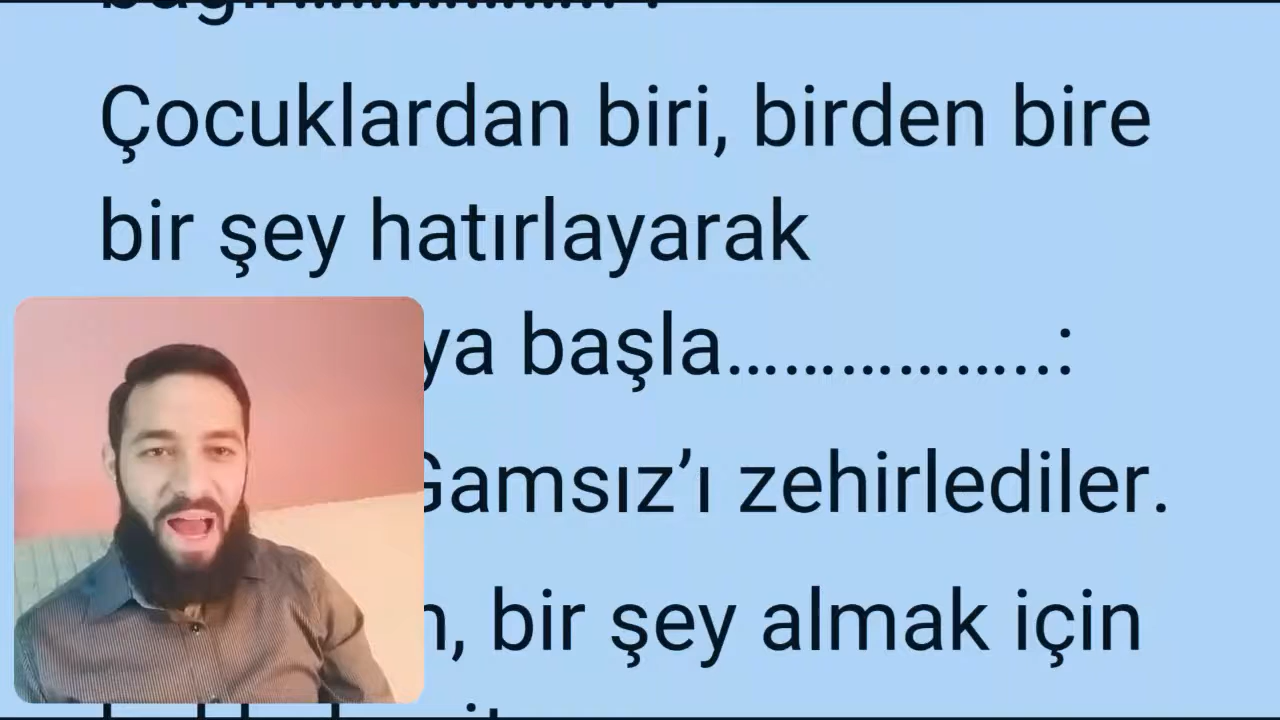 Çocuklardan biri, birden bire
bir şey hatırlayarak
ya başla………………..:
Gamsız’ı zehirlediler.
, bir şey almak için